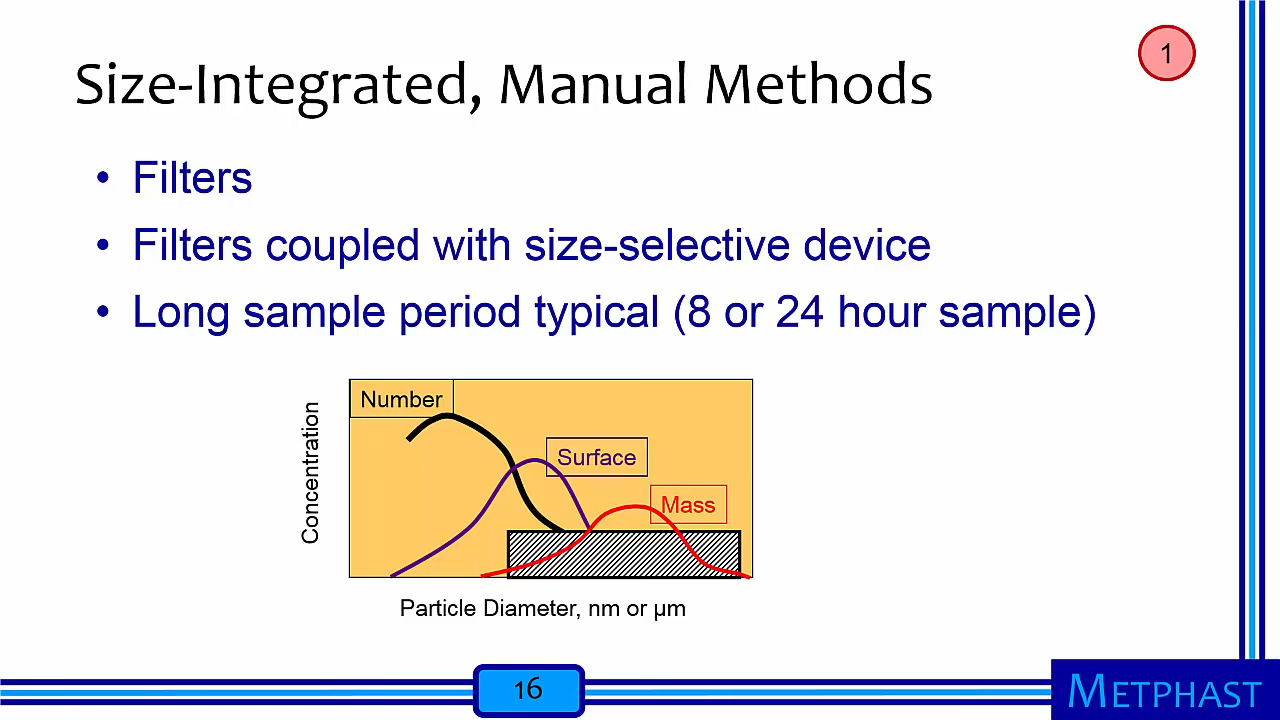 1
Size-Integrated, Manual Methods
• Filters
• Filters coupled with size-selective device
• Long sample period typical (8 or 24 hour sample)
Number
Surface
Mass
Concentration
Particle Diameter, nm or μm
16
METPHAST